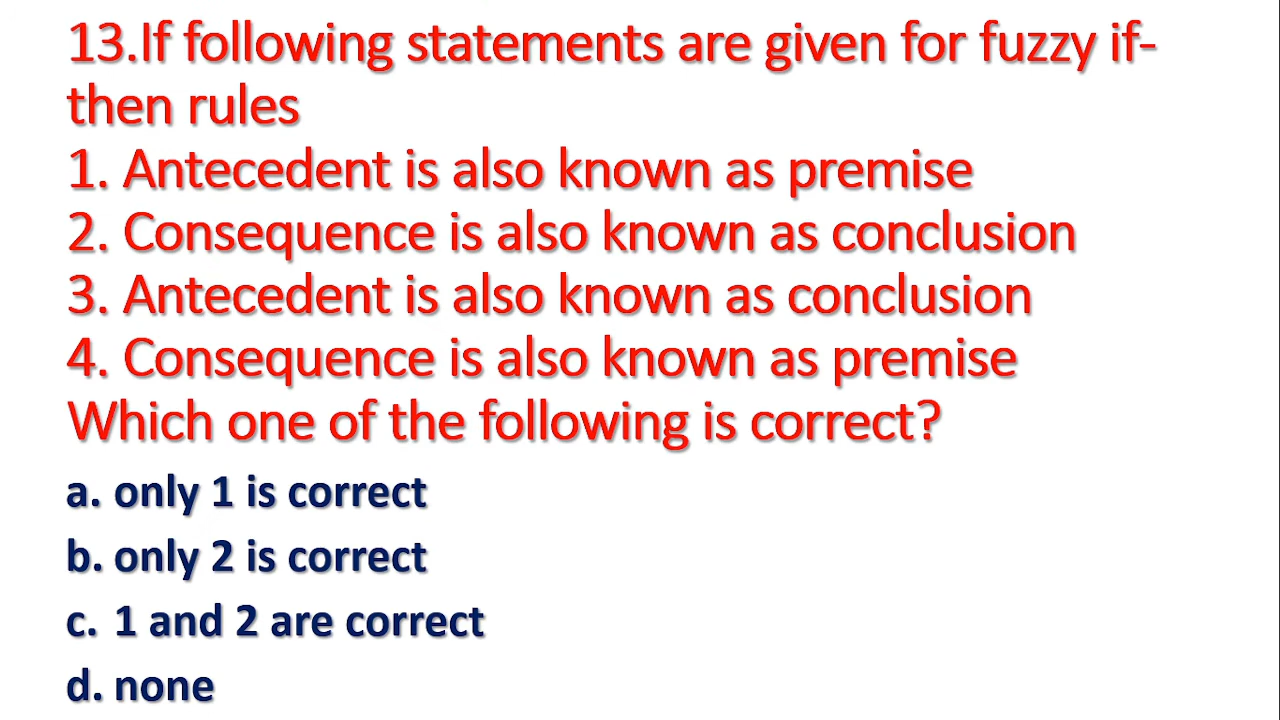 13.If following statements are given for fuzzy if-
then rules
1. Antecedent is also known as premise
2. Consequence is also known as conclusion
3. Antecedent is also known as conclusion
4. Consequence is also known as premise
Which one of the following is correct?
a. only 1 is correct
b. only 2 is correct
c. 1 and 2 are correct
d. none